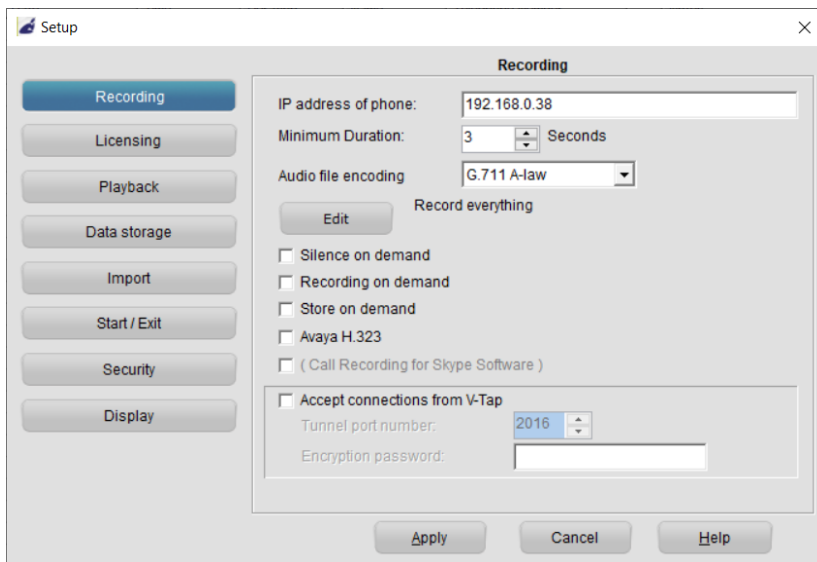 Setup
Recording
Recording
Licensing
Playback
Data storage
Import
Start / Exit
Security
Display
IP address of phone: 192.168.0.38
Minimum Duration: 3 Seconds
Audio file encoding G.711 A-law
Edit Record everything
Silence on demand
Recording on demand
Store on demand
Avaya H.323
( Call Recording for Skype Software )
Accept connections from V-Tap
Tunnel port number: 2016
Encryption password:
Apply Cancel Help